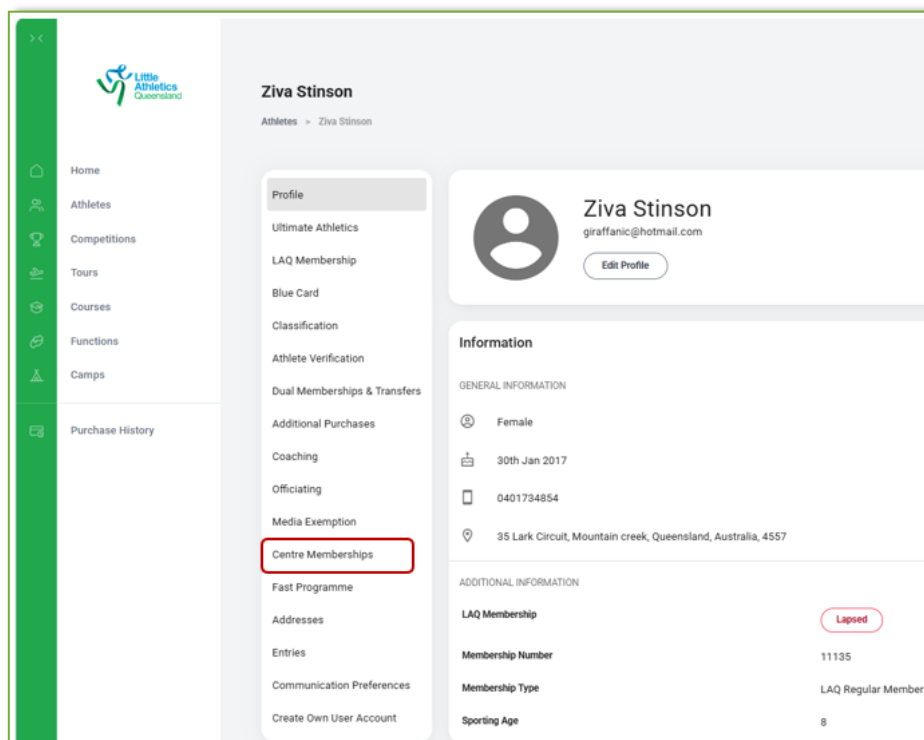 Little
Athletics
Queensland
Home
Athletes
Competitions
Tours
Courses
Functions
Camps
Purchase History
Ziva Stinson
Athletes > Ziva Stinson
Profile
Ultimate Athletics
LAQ Membership
Blue Card
Classification
Athlete Verification
Dual Memberships & Transfers
Additional Purchases
Coaching
Officiating
Media Exemption
Centre Memberships
Fast Programme
Addresses
Entries
Communication Preferences
Create Own User Account
Ziva Stinson
giraffanic@hotmail.com
Edit Profile
Information
GENERAL INFORMATION
Female
30th Jan 2017
0401734854
35 Lark Circuit, Mountain creek, Queensland, Australia, 4557
ADDITIONAL INFORMATION
LAQ Membership Lapsed
Membership Number 11135
Membership Type LAQ Regular Member
Sporting Age 8